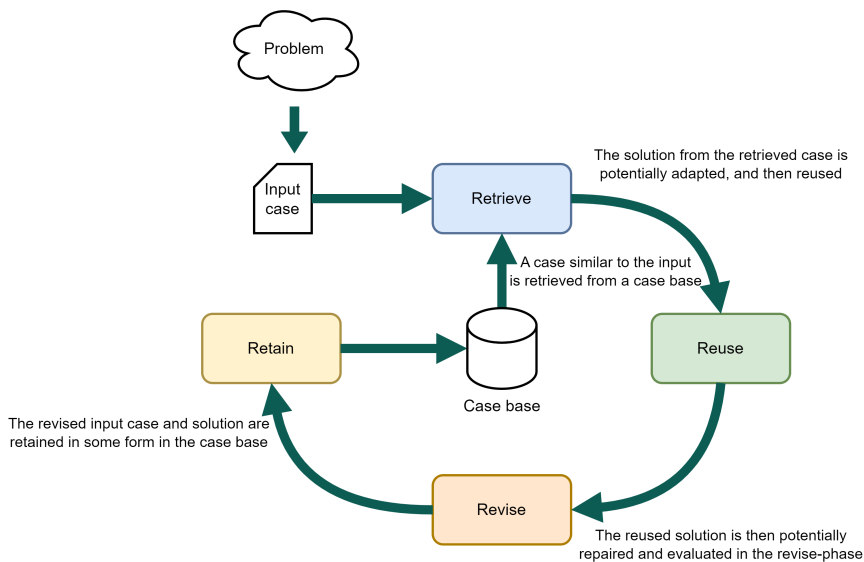 Problem
Input
case
Retrieve
The solution from the retrieved case is
potentially adapted, and then reused
A case similar to the input
is retrieved from a case base
Retain
Case base
Reuse
The revised input case and solution are
retained in some form in the case base
Revise
The reused solution is then potentially
repaired and evaluated in the revise-phase